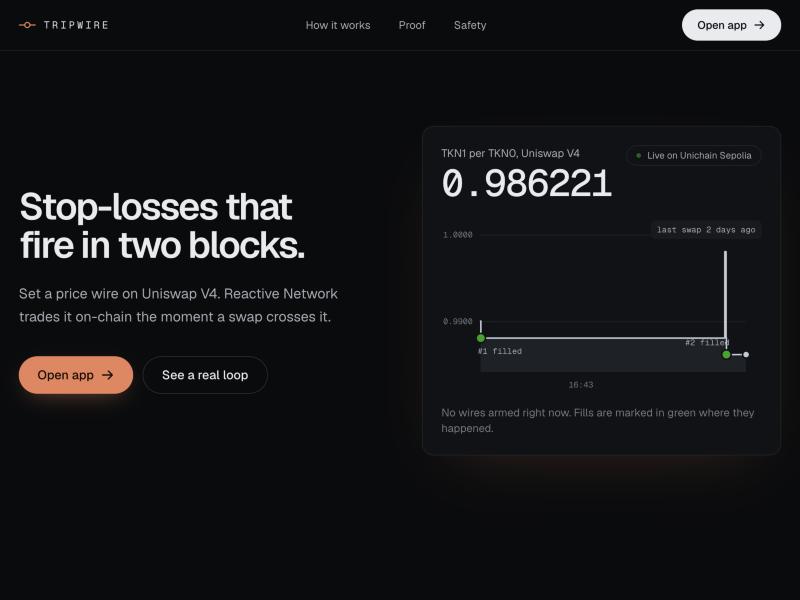 TRIPWIRE
How it works
Proof
Safety
Open app
Stop-losses that
fire in two blocks.
Set a price wire on Uniswap V4. Reactive Network
trades it on-chain the moment a swap crosses it.
Open app
See a real loop
TKN1 per TKN0, Uniswap V4
Live on Unichain Sepolia
0.986221
last swap 2 days ago
1.0000
0.9900
#1 filled
#2 filled
16:43
No wires armed right now. Fills are marked in green where they
happened.